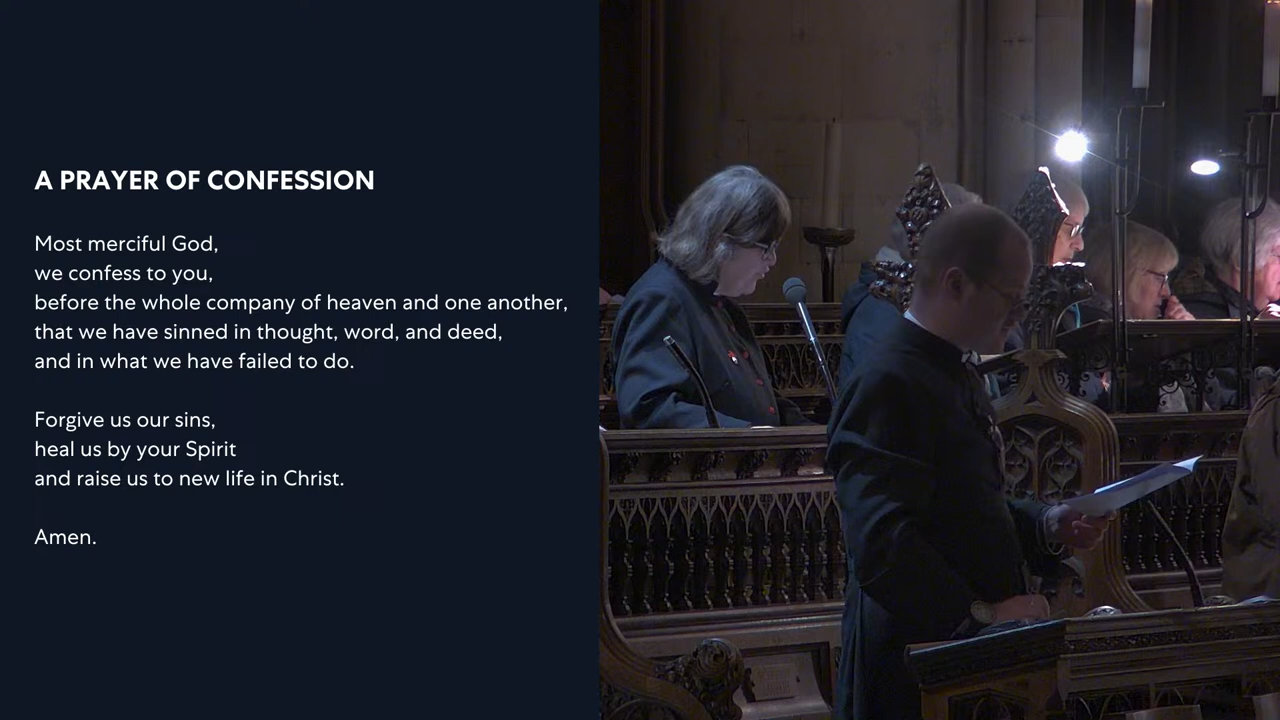 A PRAYER OF CONFESSION
Most merciful God,
we confess to you,
before the whole company of heaven and one another,
that we have sinned in thought, word, and deed,
and in what we have failed to do.
Forgive us our sins,
heal us by your Spirit
and raise us to new life in Christ.
Amen.